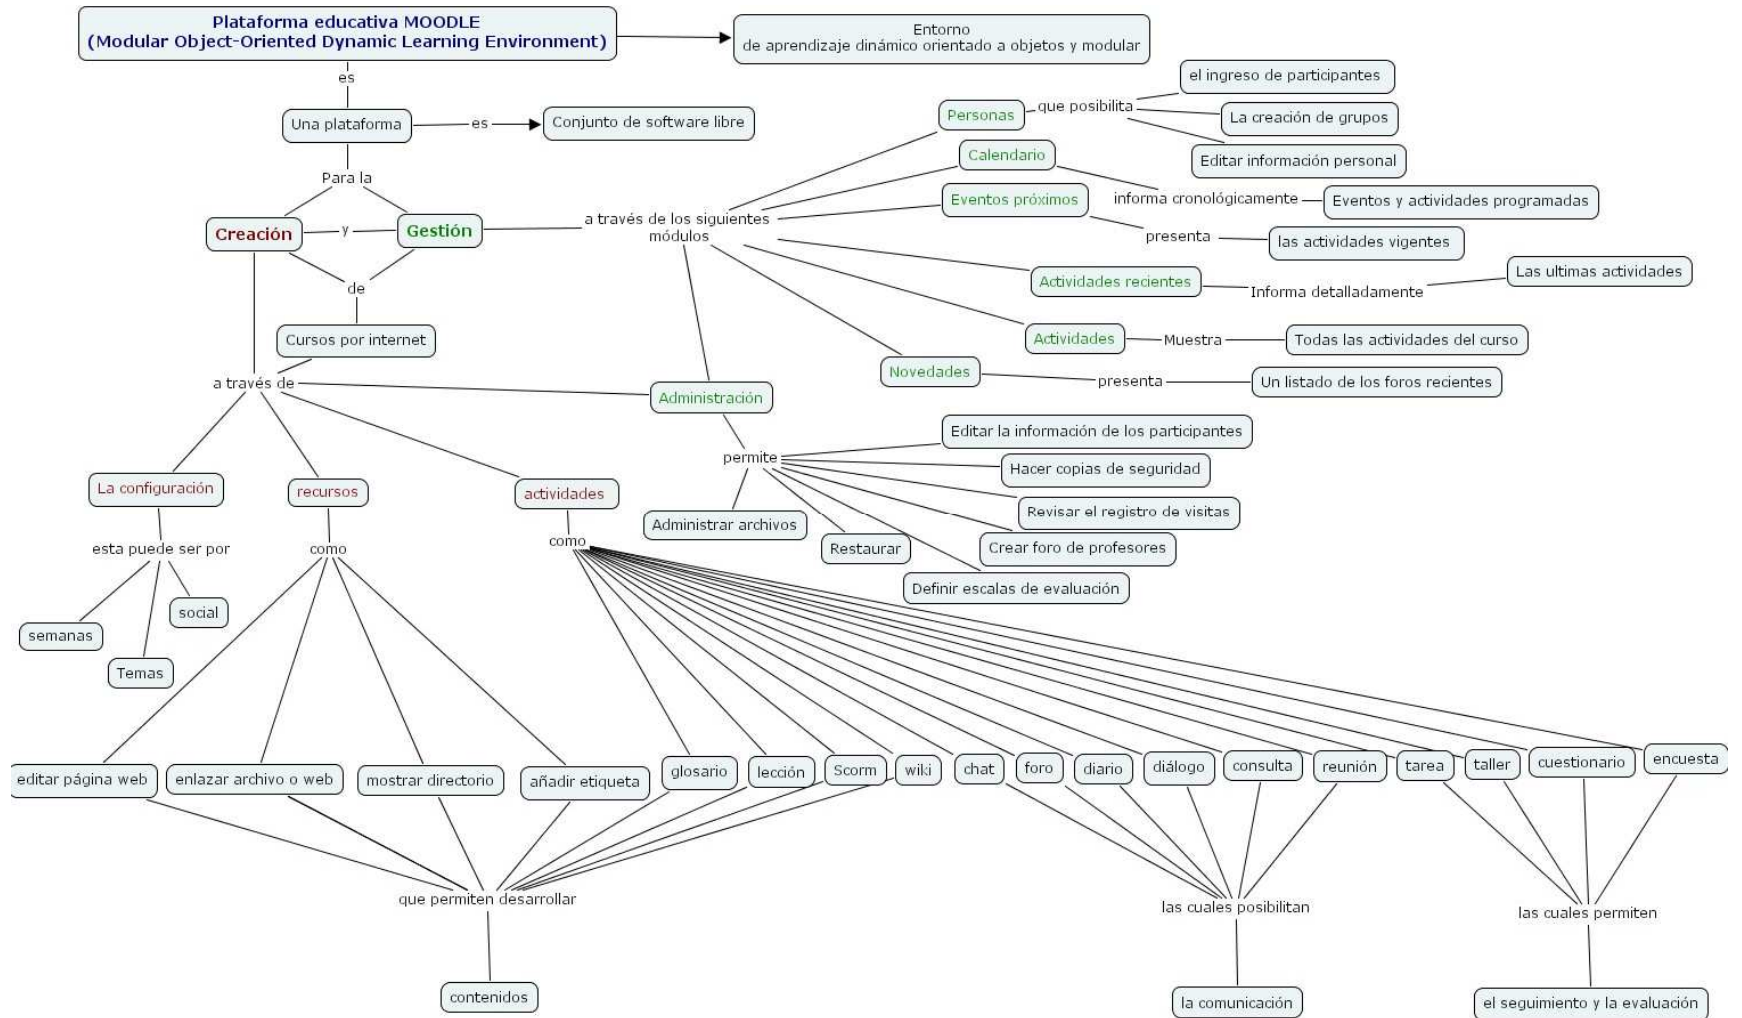 Plataforma educativa MOODLE
(Modular Object-Oriented Dynamic Learning Environment)
Entorno
de aprendizaje dinámico orientado a objetos y modular
es
Una plataforma
es
Conjunto de software libre
Para la
Creación
y
Gestión
de
Cursos por internet
a través de los siguientes
módulos
Personas
que posibilita
el ingreso de participantes
La creación de grupos
Editar información personal
Calendario
informa cronológicamente
Eventos y actividades programadas
Eventos próximos
presenta
las actividades vigentes
Actividades recientes
Informa detalladamente
Las ultimas actividades
Actividades
Muestra
Todas las actividades del curso
Novedades
presenta
Un listado de los foros recientes
a través de
Administración
permite
Editar la información de los participantes
Hacer copias de seguridad
Revisar el registro de visitas
Crear foro de profesores
Definir escalas de evaluación
Restaurar
Administrar archivos
La configuración
esta puede ser por
semanas
Temas
social
recursos
como
actividades
como
editar página web
enlazar archivo o web
mostrar directorio
añadir etiqueta
glosario
lección
Scorm
wiki
chat
foro
diario
diálogo
consulta
reunión
tarea
taller
cuestionario
encuesta
que permiten desarrollar
contenidos
las cuales posibilitan
la comunicación
las cuales permiten
el seguimiento y la evaluación